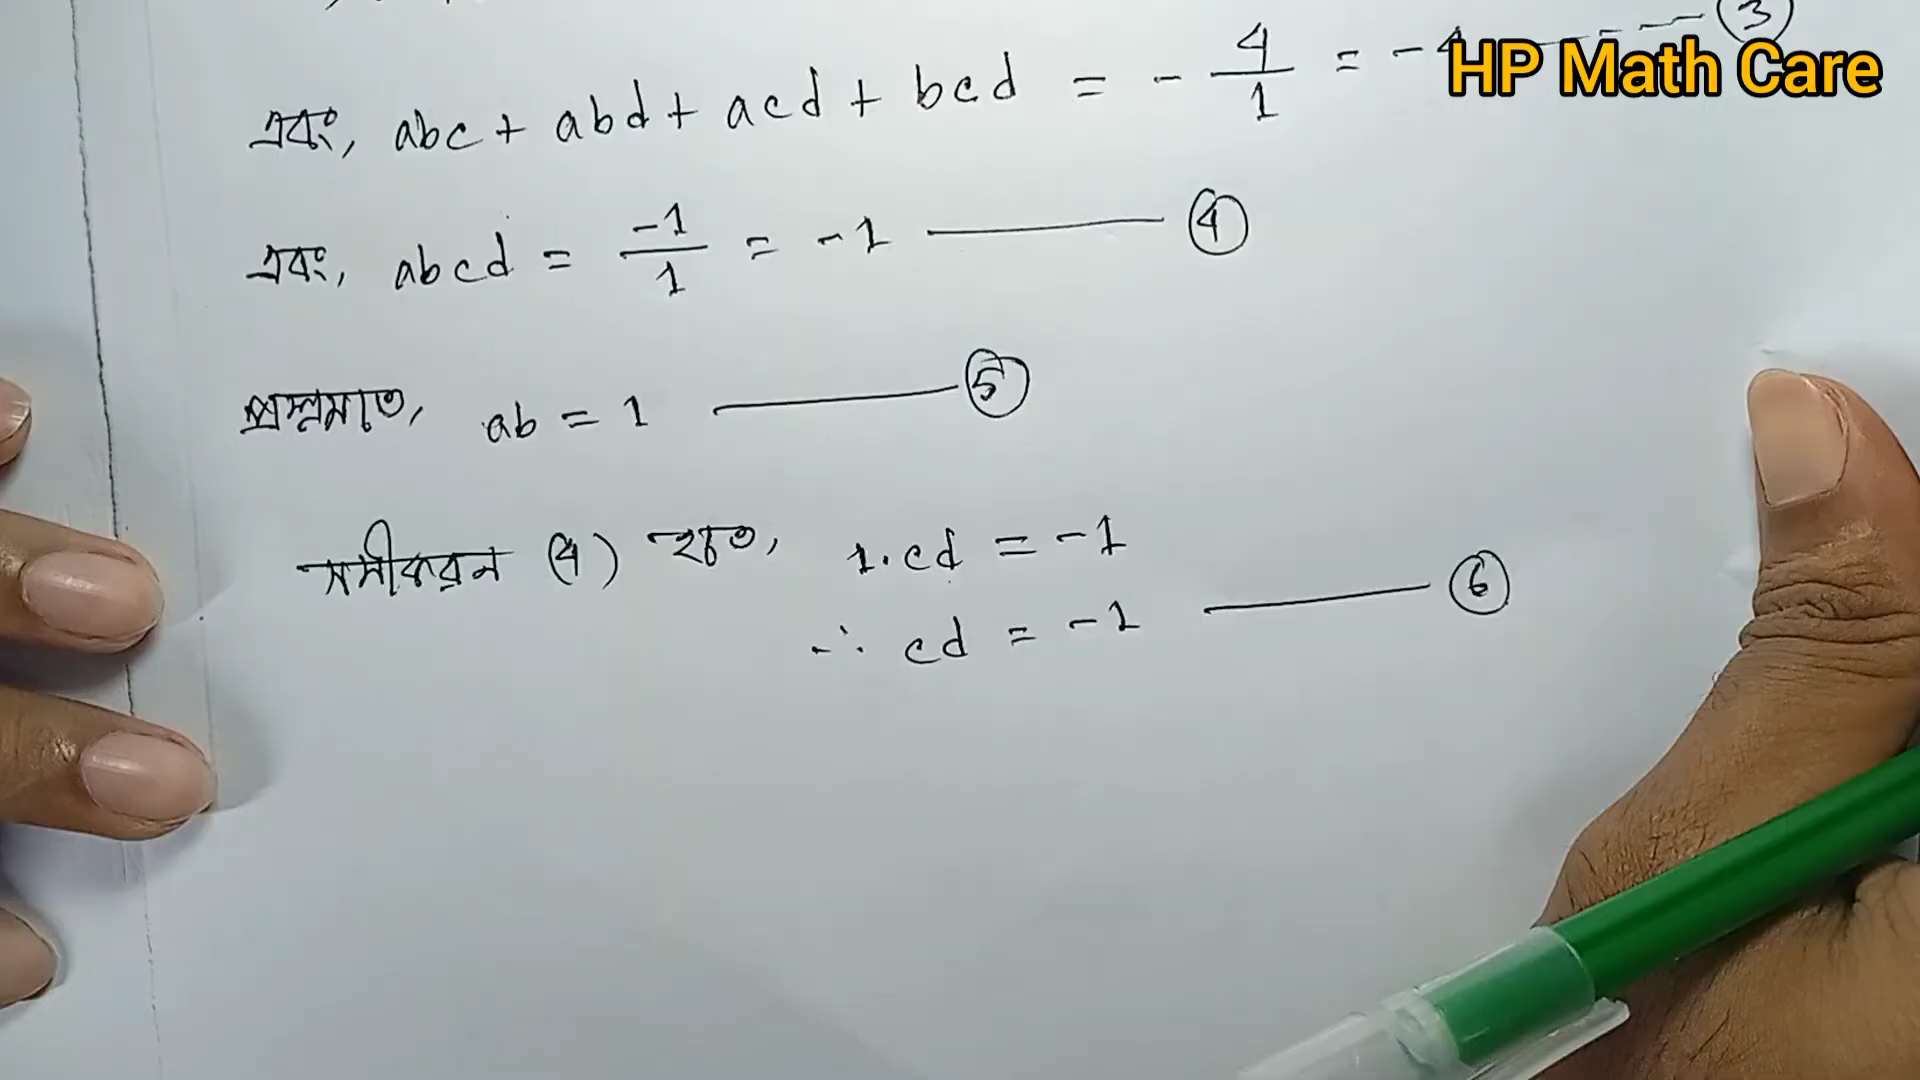 এবং, abc + abd + acd + bcd = - 4/1 = -4 ---- ③
HP Math Care
এবং, abcd = -1/1 = -1 —— ④
প্রশ্নমতে, ab = 1 —— ⑤
সমীকরন (4) হতে, 1.cd = -1
∴ cd = -1 —— ⑥